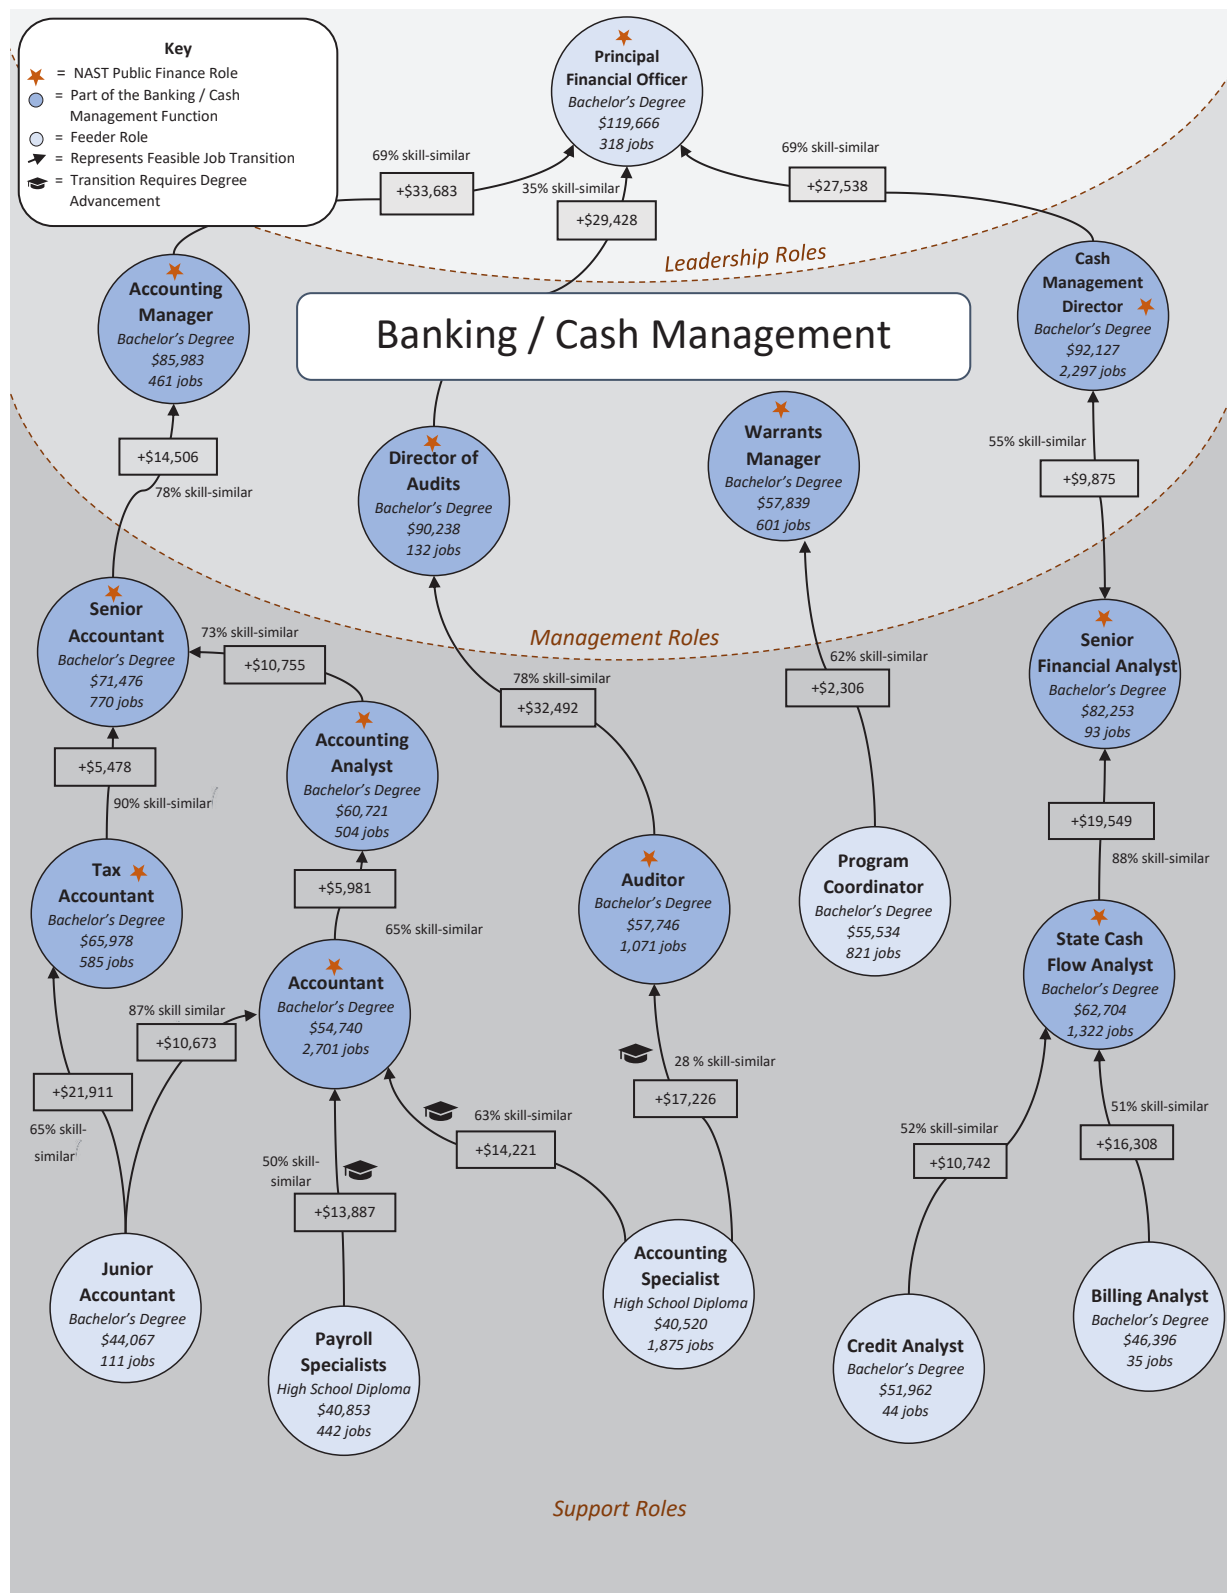 Key
= NAST Public Finance Role
= Part of the Banking / Cash
Management Function
= Feeder Role
= Represents Feasible Job Transition
= Transition Requires Degree
Advancement
Principal
Financial Officer
Bachelor's Degree
$119,666
318 jobs
69% skill-similar
+$33,683
35% skill-similar
+$29,428
69% skill-similar
+$27,538
Leadership Roles
Accounting
Manager
Bachelor's Degree
$85,983
461 jobs
Banking / Cash Management
Cash
Management
Director
Bachelor's Degree
$92,127
2,297 jobs
+$14,506
78% skill-similar
Director of
Audits
Bachelor's Degree
$90,238
132 jobs
Warrants
Manager
Bachelor's Degree
$57,839
601 jobs
55% skill-similar
+$9,875
Management Roles
Senior
Accountant
Bachelor's Degree
$71,476
770 jobs
73% skill-similar
+$10,755
78% skill-similar
+$32,492
62% skill-similar
+$2,306
Senior
Financial Analyst
Bachelor's Degree
$82,253
93 jobs
+$5,478
90% skill-similar
Accounting
Analyst
Bachelor's Degree
$60,721
504 jobs
+$19,549
88% skill-similar
Tax
Accountant
Bachelor's Degree
$65,978
585 jobs
+$5,981
65% skill-similar
Auditor
Bachelor's Degree
$57,746
1,071 jobs
Program
Coordinator
Bachelor's Degree
$55,534
821 jobs
State Cash
Flow Analyst
Bachelor's Degree
$62,704
1,322 jobs
87% skill similar
+$10,673
Accountant
Bachelor's Degree
$54,740
2,701 jobs
+$21,911
65% skill-
similar
28 % skill-similar
+$17,226
63% skill-similar
+$14,221
50% skill-
similar
+$13,887
52% skill-similar
+$10,742
51% skill-similar
+$16,308
Junior
Accountant
Bachelor's Degree
$44,067
111 jobs
Payroll
Specialists
High School Diploma
$40,853
442 jobs
Accounting
Specialist
High School Diploma
$40,520
1,875 jobs
Credit Analyst
Bachelor's Degree
$51,962
44 jobs
Billing Analyst
Bachelor's Degree
$46,396
35 jobs
Support Roles